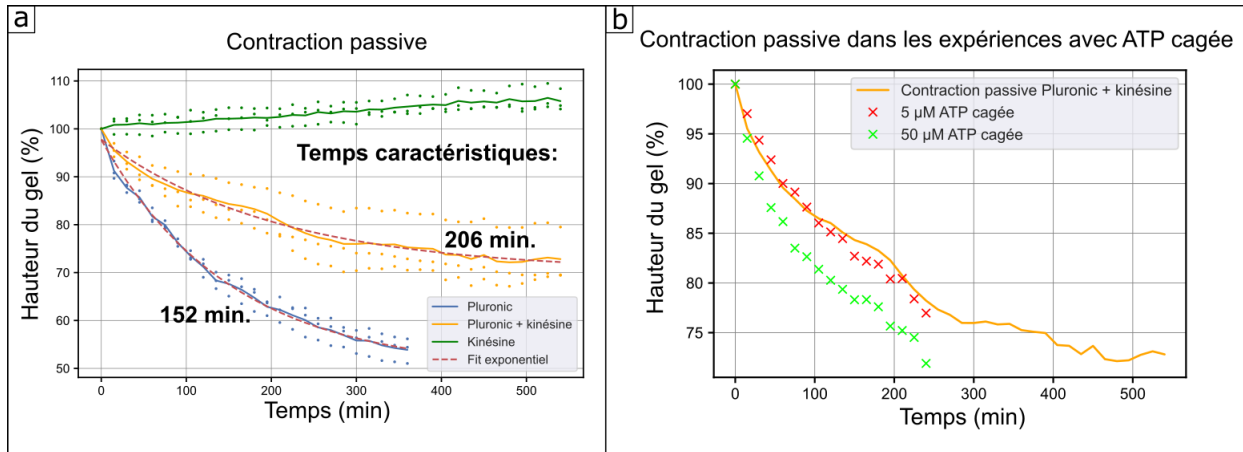 a
Contraction passive
Hauteur du gel (%)
110
100
90
80
70
60
50
Temps caractéristiques:
206 min.
152 min.
Pluronic
Pluronic + kinésine
Kinésine
Fit exponentiel
0
100
200
300
400
500
Temps (min)
b
Contraction passive dans les expériences avec ATP cagée
Hauteur du gel (%)
100
95
90
85
80
75
Contraction passive Pluronic + kinésine
5 µM ATP cagée
50 µM ATP cagée
0
100
200
300
400
500
Temps (min)